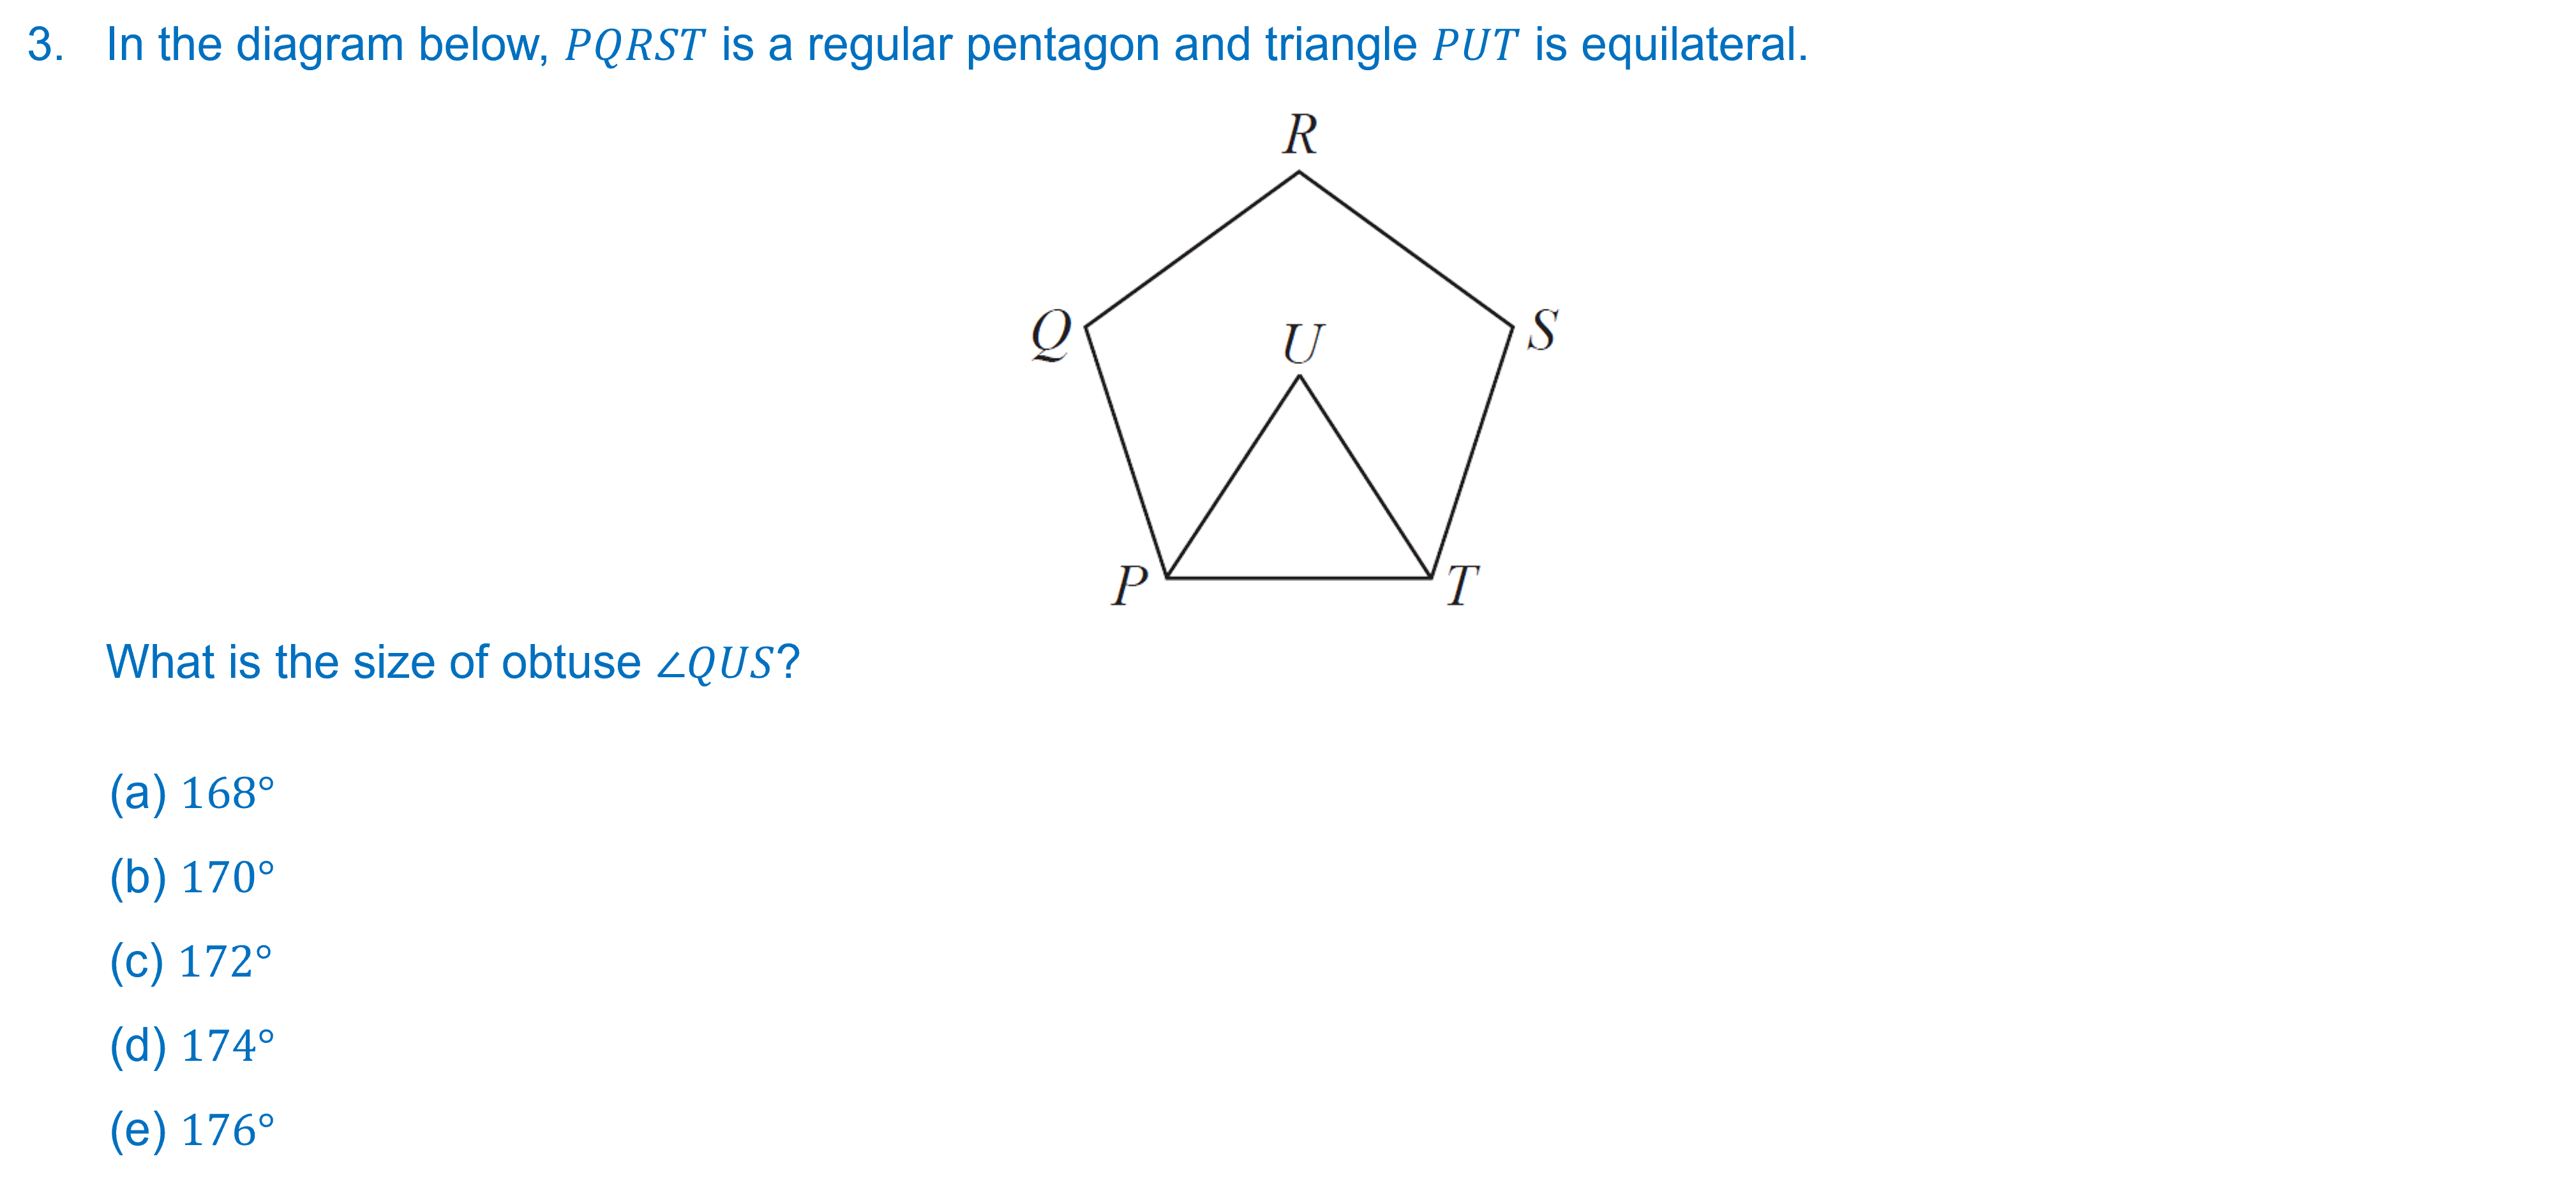 3. In the diagram below, 𝑃𝑄𝑅𝑆𝑇 is a regular pentagon and triangle 𝑃𝑈𝑇 is equilateral.
R
Q
U
S
P
T
What is the size of obtuse ∠𝑄𝑈𝑆?
(a) 168°
(b) 170°
(c) 172°
(d) 174°
(e) 176°